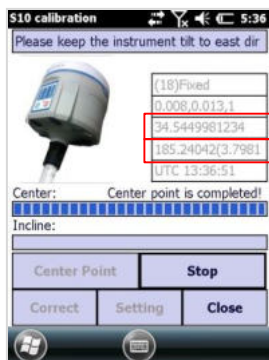 S10 calibration 5:36
Please keep the instrument tilt to east dir
(18)Fixed
0.008,0.013,1
34.5449981234
185.24042(3.7981
UTC 13:36:51
Center: Center point is completed!
Incline:
Center Point Stop
Correct Setting Close